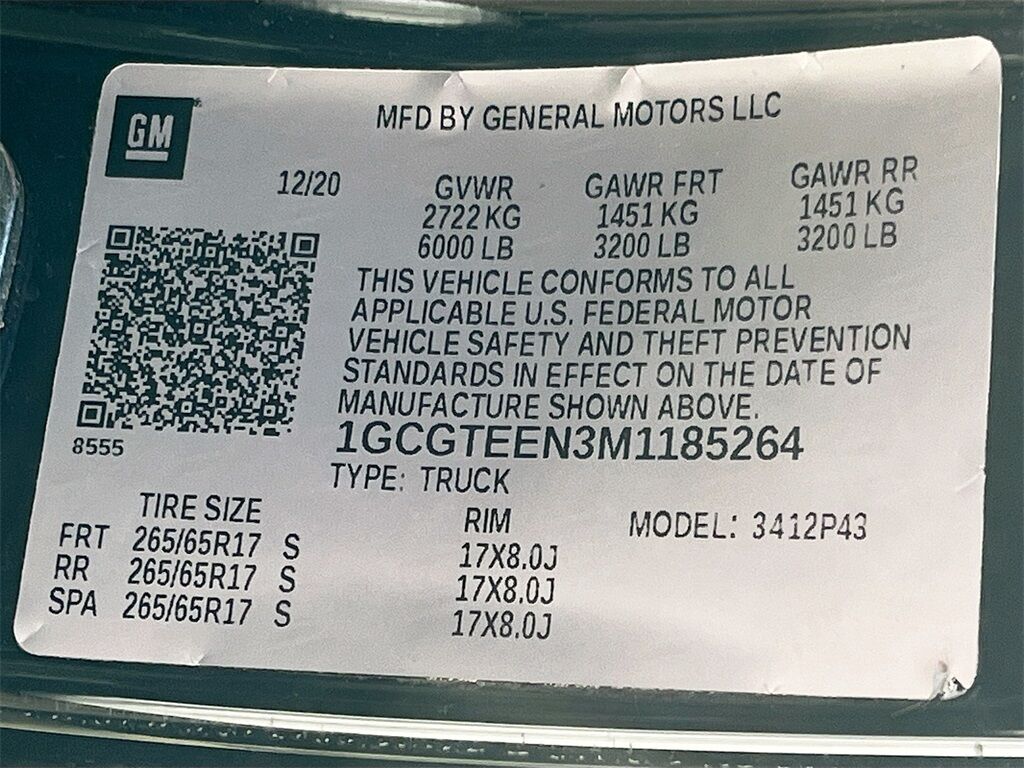 GM
MFD BY GENERAL MOTORS LLC
12/20 GVWR GAWR FRT GAWR RR
2722 KG 1451 KG 1451 KG
6000 LB 3200 LB 3200 LB
THIS VEHICLE CONFORMS TO ALL
APPLICABLE U.S. FEDERAL MOTOR
VEHICLE SAFETY AND THEFT PREVENTION
STANDARDS IN EFFECT ON THE DATE OF
MANUFACTURE SHOWN ABOVE.
8555
1GCGTEEN3M1185264
TYPE: TRUCK
TIRE SIZE RIM MODEL: 3412P43
FRT 265/65R17 S 17X8.0J
RR 265/65R17 S 17X8.0J
SPA 265/65R17 S 17X8.0J